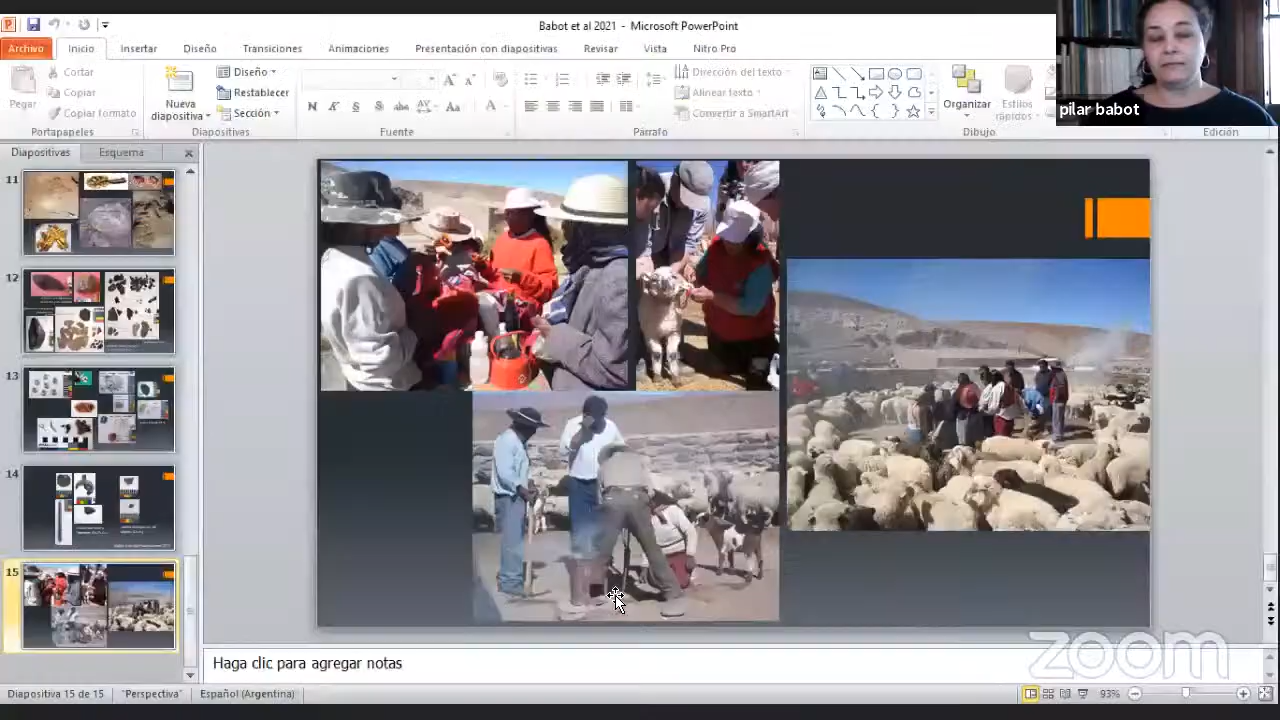 Babot et al 2021 - Microsoft PowerPoint
Archivo Inicio Insertar Diseño Transiciones Animaciones Presentación con diapositivas Revisar Vista Nitro Pro
Cortar
Copiar
Copiar formato
Pegar
Portapapeles
Nueva diapositiva
Diseño
Restablecer
Sección
Diapositivas
N K S S abc AV Aa A
Fuente
Dirección del texto
Alinear texto
Convertir a SmartArt
Párrafo
Organizar
Estilos rápidos
Dibujo
Edición
pilar babot
Diapositivas Esquema
11
12
13
14
15
Haga clic para agregar notas
zoom
Diapositiva 15 de 15 "Perspectiva" Español (Argentina) 93%